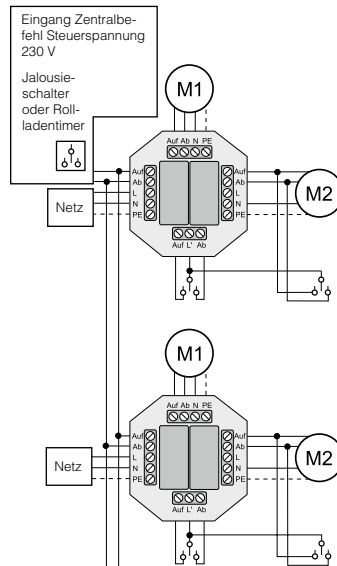 Eingang Zentralbe-
fehl Steuerspannung
230 V
Jalousie-
schalter
oder Roll-
ladentimer
M1
Auf Ab N PE
Auf
Ab
L
N
PE
Auf
Ab
L
N
PE
Netz
M2
Auf L' Ab
M1
Auf Ab N PE
Auf
Ab
L
N
PE
Auf
Ab
L
N
PE
Netz
M2
Auf L' Ab